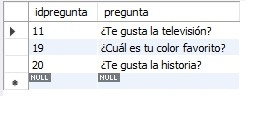 idpregunta pregunta
11 ¿Te gusta la televisión?
19 ¿Cuál es tu color favorito?
20 ¿Te gusta la historia?
NULL NULL